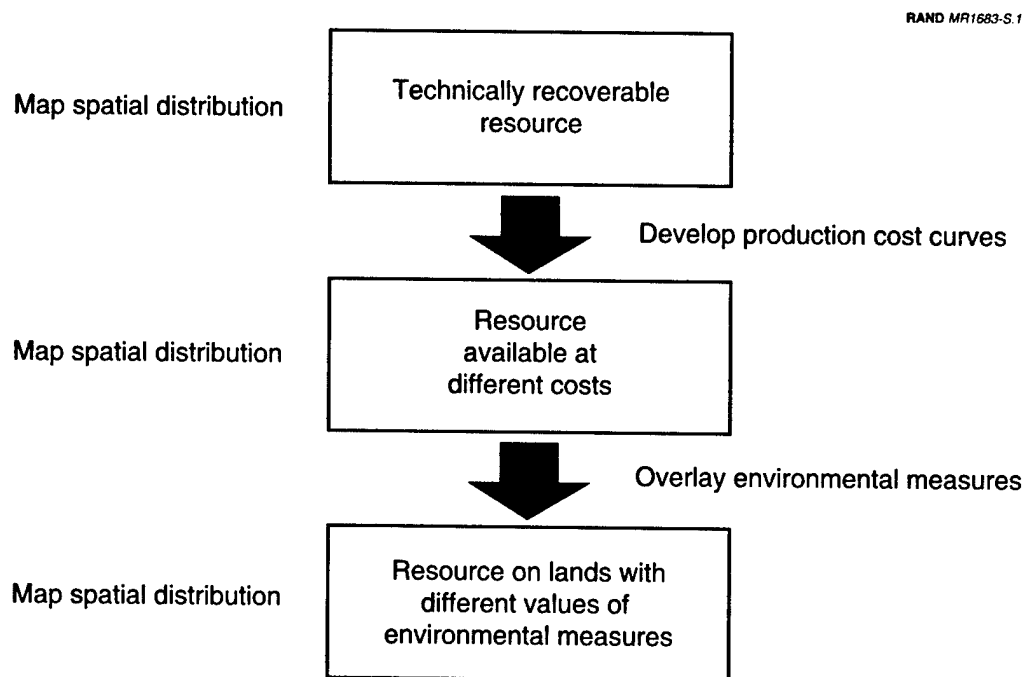 RAND MR1683-S.1
Map spatial distribution
Technically recoverable
resource
Develop production cost curves
Map spatial distribution
Resource
available at
different costs
Overlay environmental measures
Map spatial distribution
Resource on lands with
different values of
environmental measures